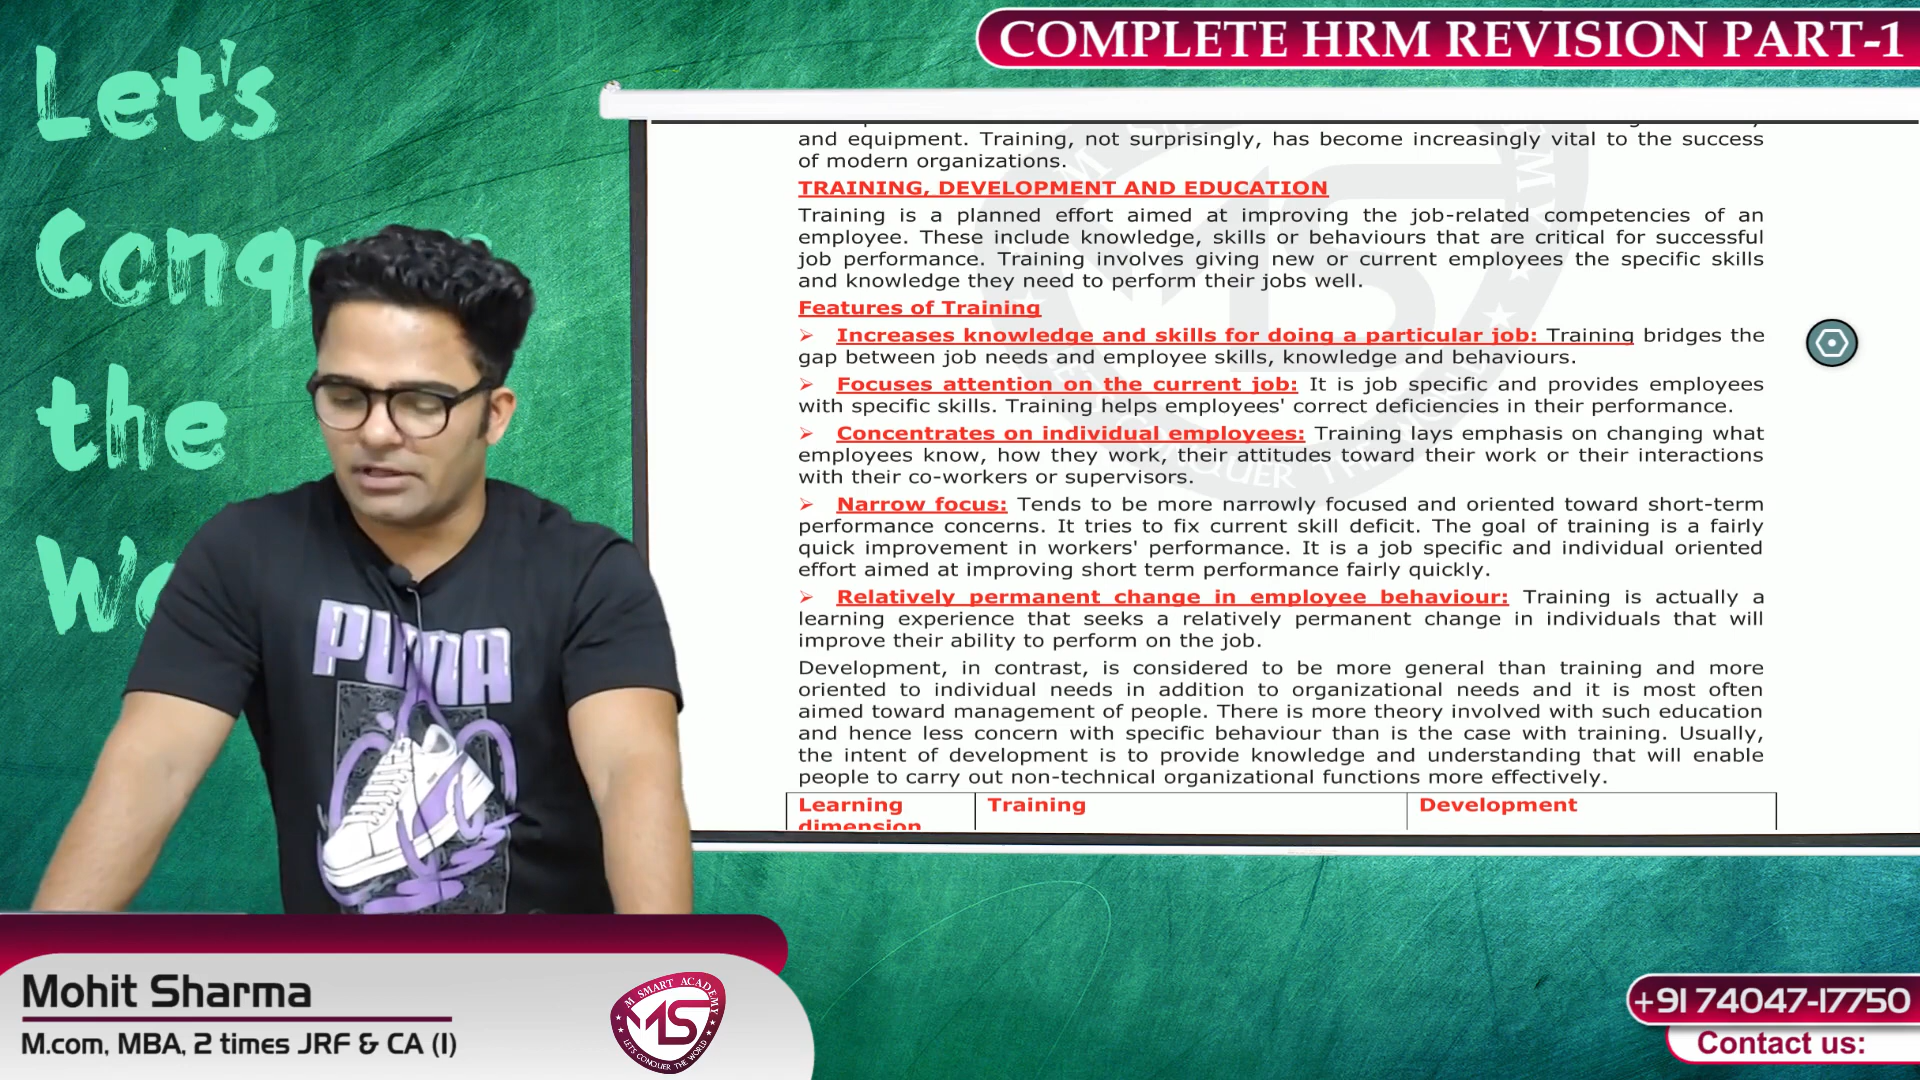 COMPLETE HRM REVISION PART-1
Let's
the
and equipment. Training, not surprisingly, has become increasingly vital to the success
of modern organizations.
TRAINING, DEVELOPMENT AND EDUCATION
Training is a planned effort aimed at improving the job-related competencies of an
employee. These include knowledge, skills or behaviours that are critical for successful
job performance. Training involves giving new or current employees the specific skills
and knowledge they need to perform their jobs well.
Features of Training
➢ Increases knowledge and skills for doing a particular job: Training bridges the
gap between job needs and employee skills, knowledge and behaviours.
➢ Focuses attention on the current job: It is job specific and provides employees
with specific skills. Training helps employees' correct deficiencies in their performance.
➢ Concentrates on individual employees: Training lays emphasis on changing what
employees know, how they work, their attitudes toward their work or their interactions
with their co-workers or supervisors.
➢ Narrow focus: Tends to be more narrowly focused and oriented toward short-term
performance concerns. It tries to fix current skill deficit. The goal of training is a fairly
quick improvement in workers' performance. It is a job specific and individual oriented
effort aimed at improving short term performance fairly quickly.
➢ Relatively permanent change in employee behaviour: Training is actually a
learning experience that seeks a relatively permanent change in individuals that will
improve their ability to perform on the job.
Development, in contrast, is considered to be more general than training and more
oriented to individual needs in addition to organizational needs and it is most often
aimed toward management of people. There is more theory involved with such education
and hence less concern with specific behaviour than is the case with training. Usually,
the intent of development is to provide knowledge and understanding that will enable
people to carry out non-technical organizational functions more effectively.
Learning Training Development
dimension
PUMA
Mohit Sharma
M.com, MBA, 2 times JRF & CA (I)
M SMART ACADEMY
MS
LETS CONQUER THE WORLD
+91 74047-17750
Contact us: